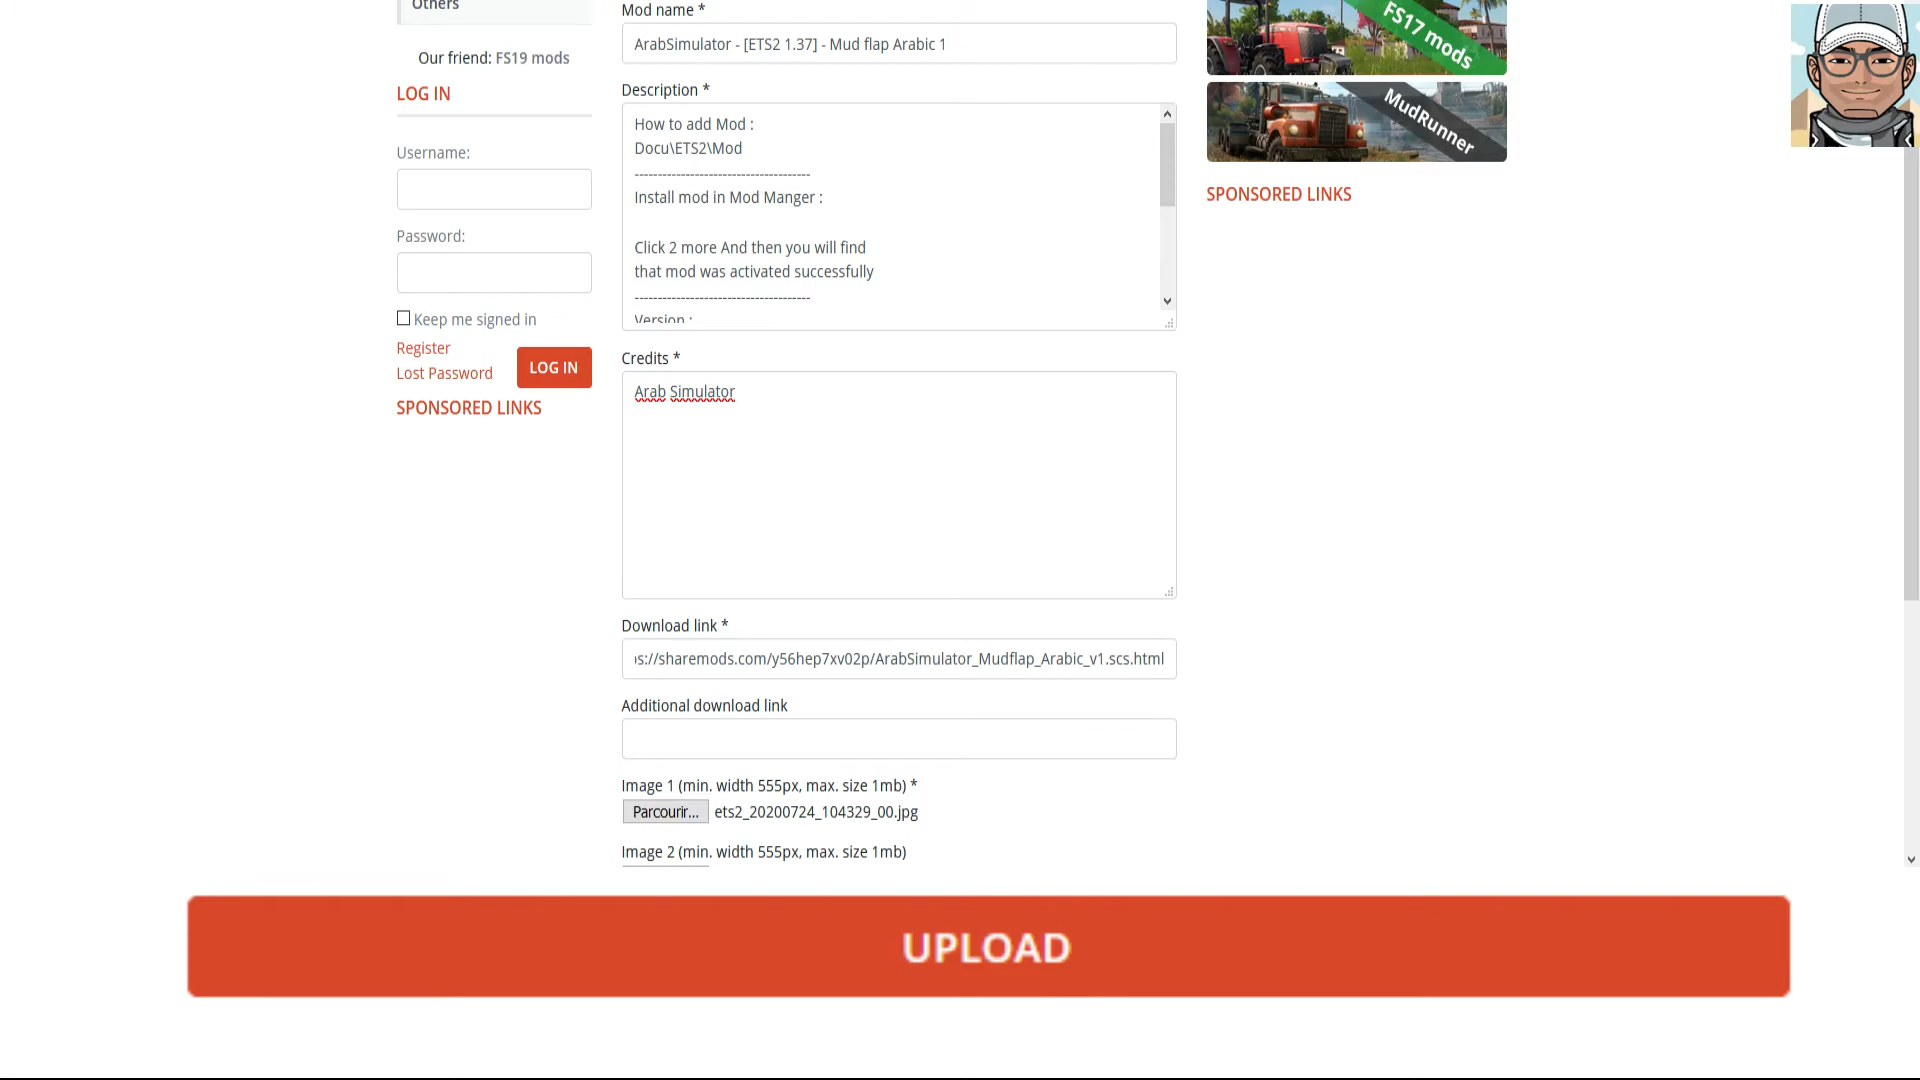 Others
Our friend: FS19 mods
LOG IN
Username:
Password:
Keep me signed in
Register
Lost Password
LOG IN
SPONSORED LINKS
Mod name *
ArabSimulator - [ETS2 1.37] - Mud flap Arabic 1
Description *
How to add Mod :
Docu\ETS2\Mod
--------------------------------------
Install mod in Mod Manger :
Click 2 more And then you will find
that mod was activated successfully
--------------------------------------
Version :
Credits *
Arab Simulator
Download link *
s://sharemods.com/y56hep7xv02p/ArabSimulator_Mudflap_Arabic_v1.scs.html
Additional download link
Image 1 (min. width 555px, max. size 1mb) *
Parcourir... ets2_20200724_104329_00.jpg
Image 2 (min. width 555px, max. size 1mb)
FS17 mods
MudRunner
SPONSORED LINKS
UPLOAD